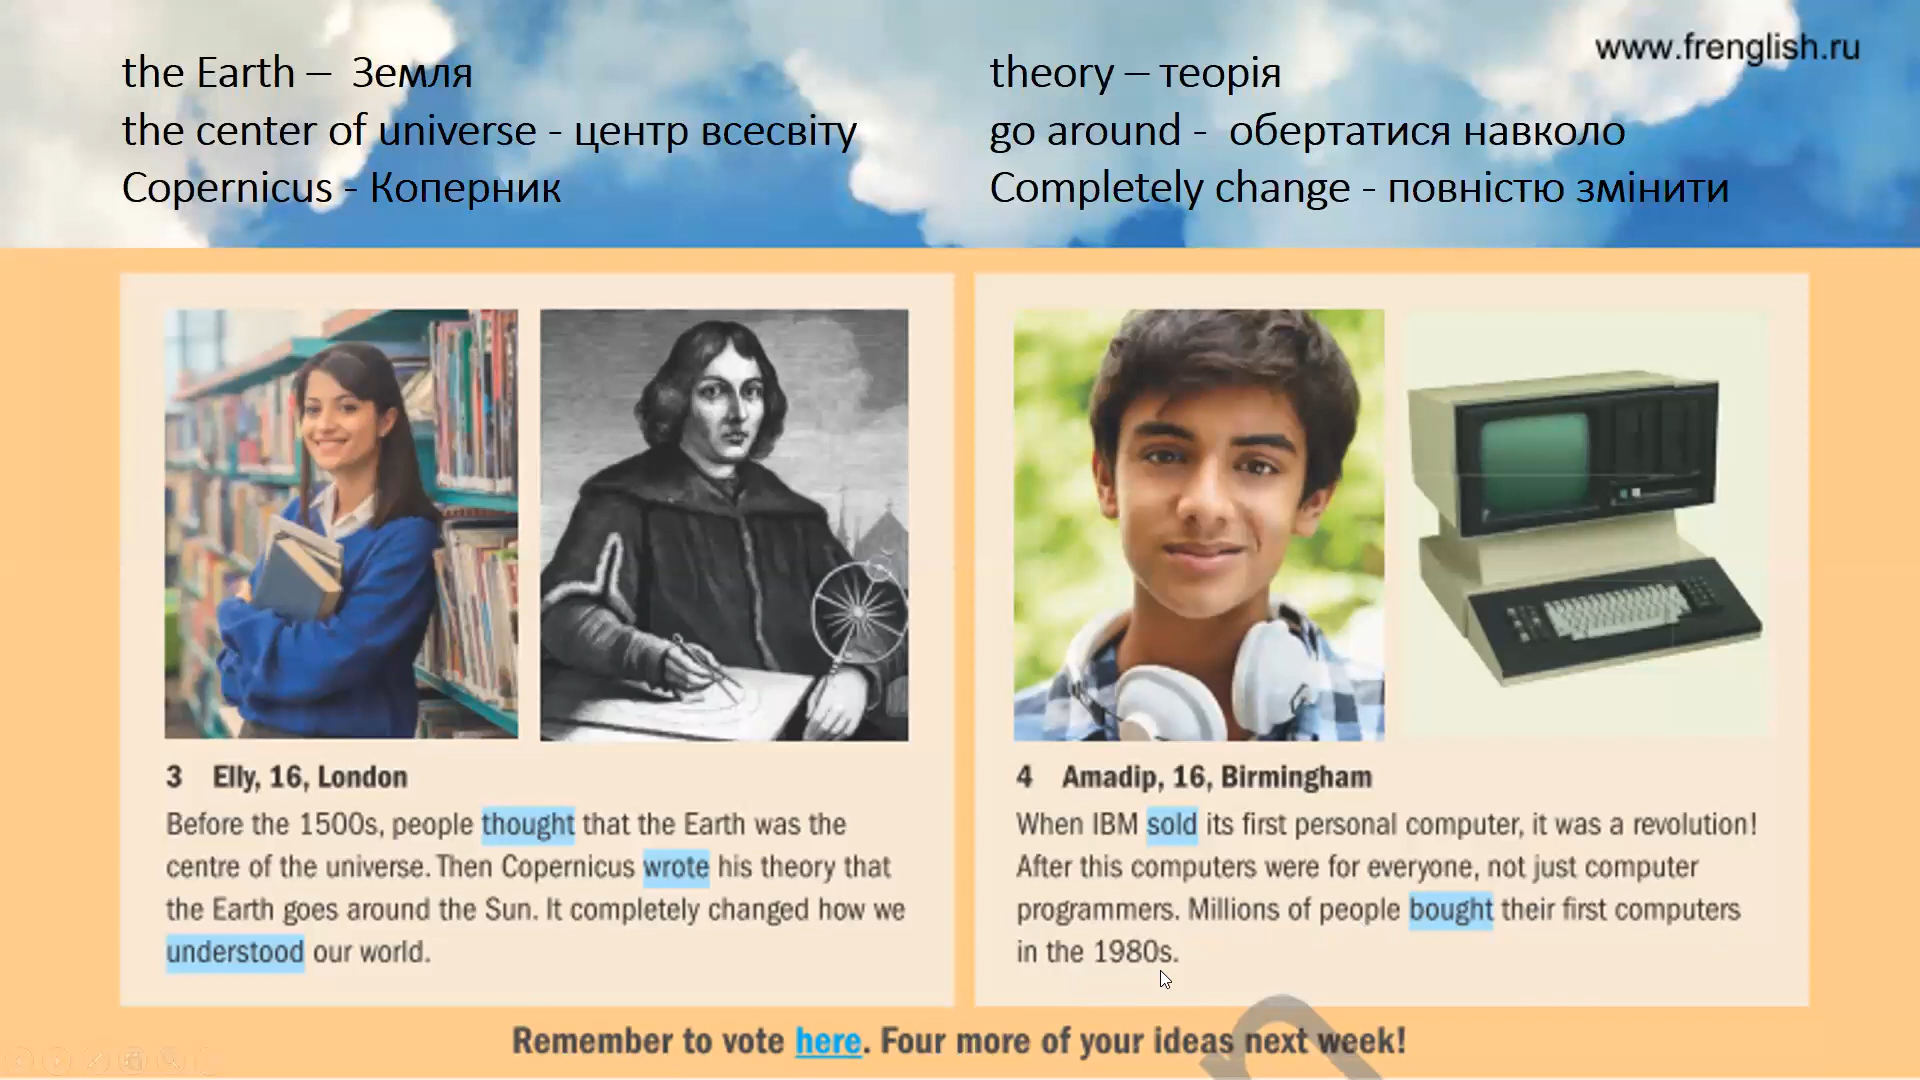 www.frenglish.ru
the Earth – Земля
the center of universe - центр всесвіту
Copernicus - Коперник
theory – теорія
go around - обертатися навколо
Completely change - повністю змінити
3 Elly, 16, London
Before the 1500s, people thought that the Earth was the
centre of the universe. Then Copernicus wrote his theory that
the Earth goes around the Sun. It completely changed how we
understood our world.
4 Amadip, 16, Birmingham
When IBM sold its first personal computer, it was a revolution!
After this computers were for everyone, not just computer
programmers. Millions of people bought their first computers
in the 1980s.
Remember to vote here. Four more of your ideas next week!